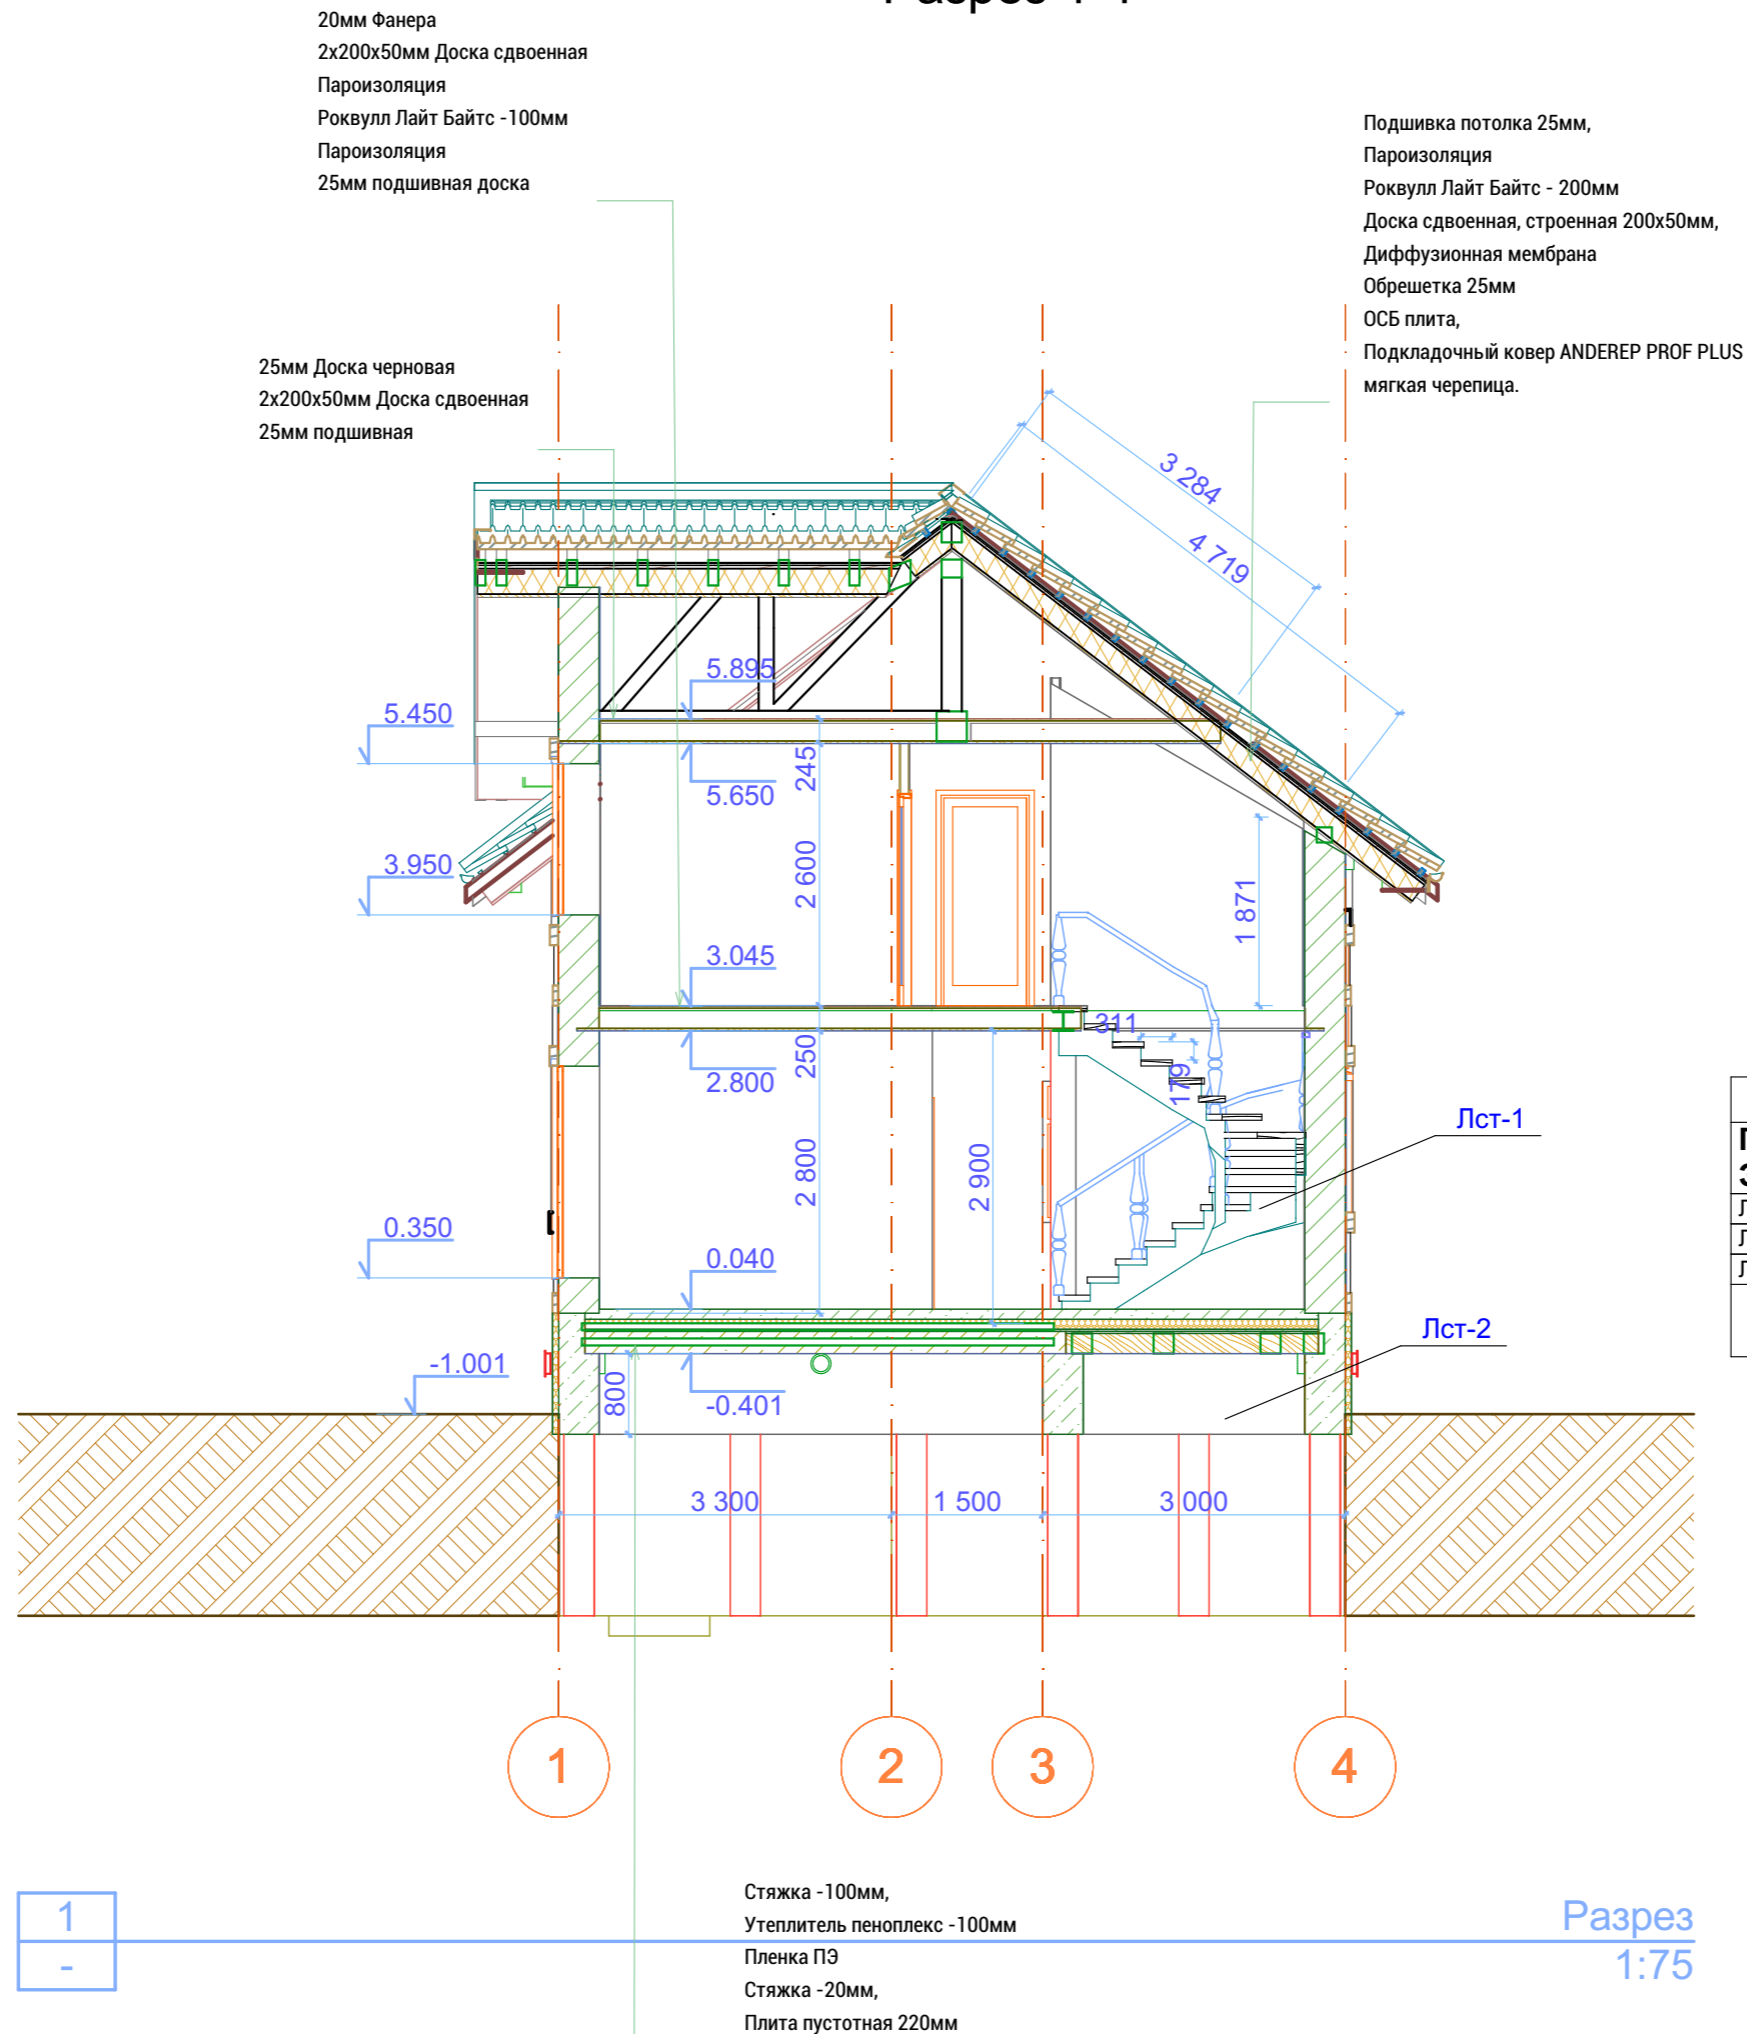 20мм Фанера
2х200х50мм Доска сдвоенная
Пароизоляция
Роквулл Лайт Байтс -100мм
Пароизоляция
25мм подшивная доска
Подшивка потолка 25мм,
Пароизоляция
Роквулл Лайт Байтс - 200мм
Доска сдвоенная, строенная 200х50мм,
Диффузионная мембрана
Обрешетка 25мм
ОСБ плита,
Подкладочный ковер ANDEREP PROF PLUS
мягкая черепица.
25мм Доска черновая
2х200х50мм Доска сдвоенная
25мм подшивная
3 284
4 719
5.895
5.450
245
5.650
2 600
3.950
1 871
3.045
311
250
2.800
179
Лст-1
2 800
2 900
0.350
0.040
Лст-2
-1.001
800
-0.401
3 300
1 500
3 000
1
2
3
4
1
-
Разрез
1:75
Стяжка -100мм,
Утеплитель пеноплекс -100мм
Пленка ПЭ
Стяжка -20мм,
Плита пустотная 220мм